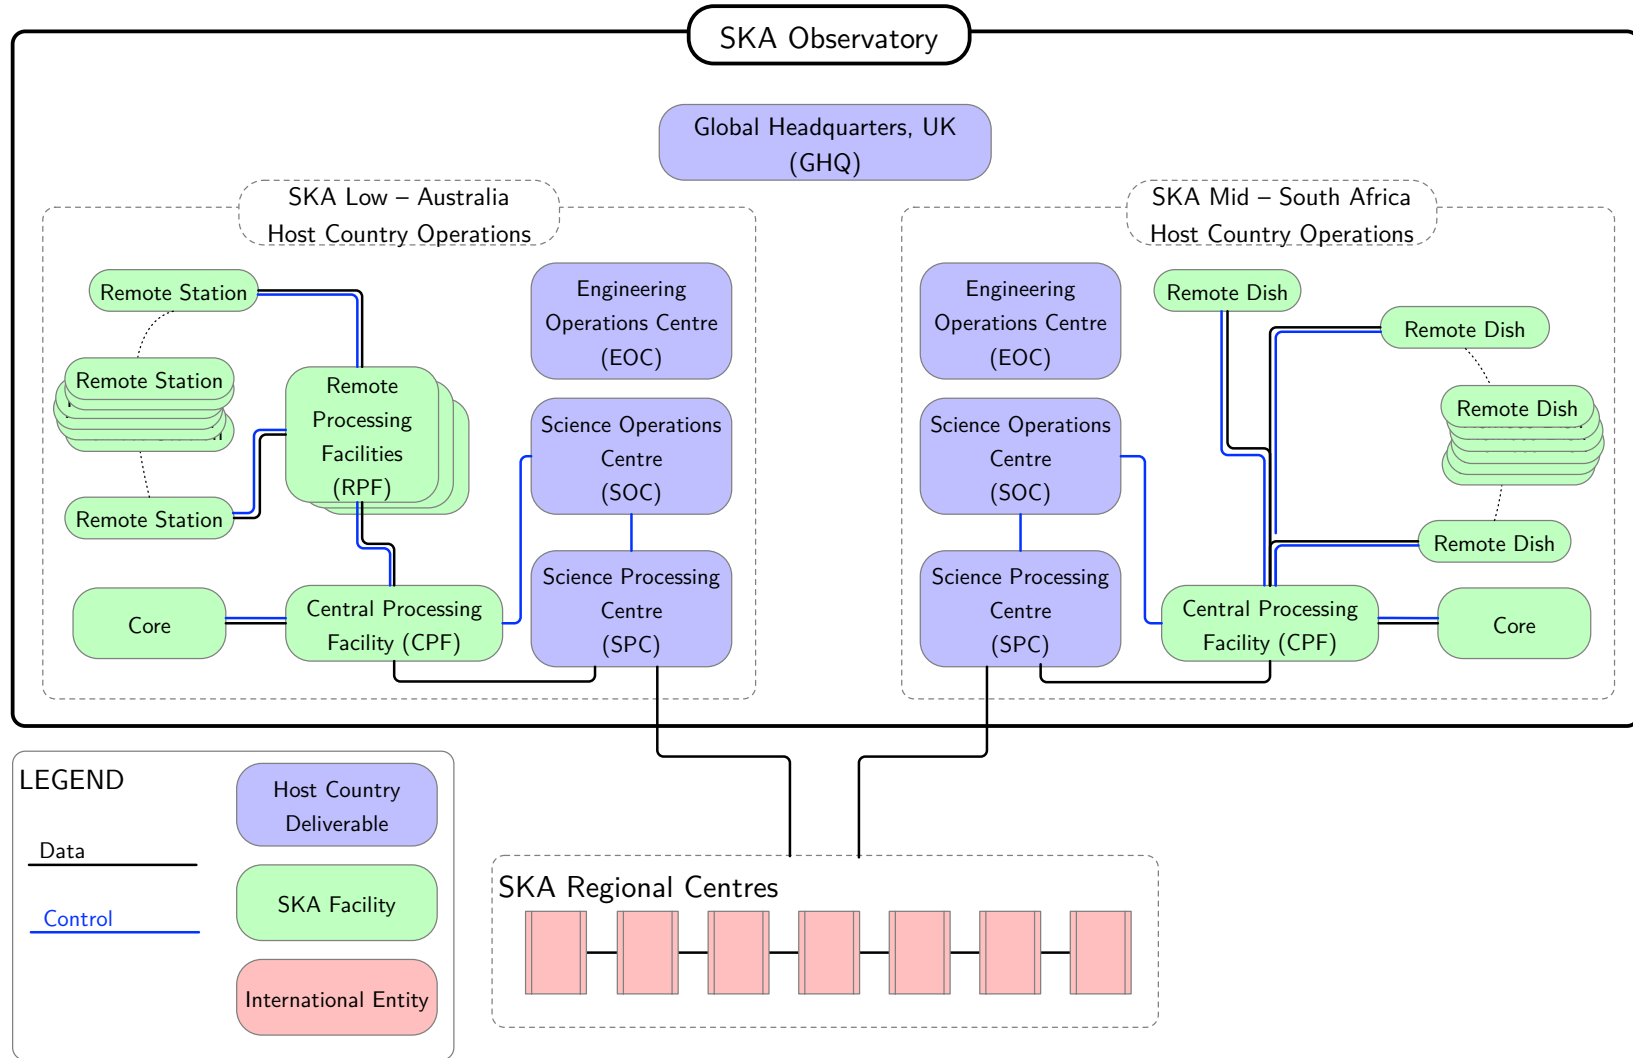 SKA Observatory
Global Headquarters, UK
(GHQ)
SKA Low – Australia
Host Country Operations
Remote Station
Remote Station
Remote Station
Remote
Processing
Facilities
(RPF)
Core
Central Processing
Facility (CPF)
Engineering
Operations Centre
(EOC)
Science Operations
Centre
(SOC)
Science Processing
Centre
(SPC)
SKA Mid – South Africa
Host Country Operations
Engineering
Operations Centre
(EOC)
Science Operations
Centre
(SOC)
Science Processing
Centre
(SPC)
Remote Dish
Remote Dish
Remote Dish
Remote Dish
Central Processing
Facility (CPF)
Core
LEGEND
Data
Control
Host Country
Deliverable
SKA Facility
International Entity
SKA Regional Centres